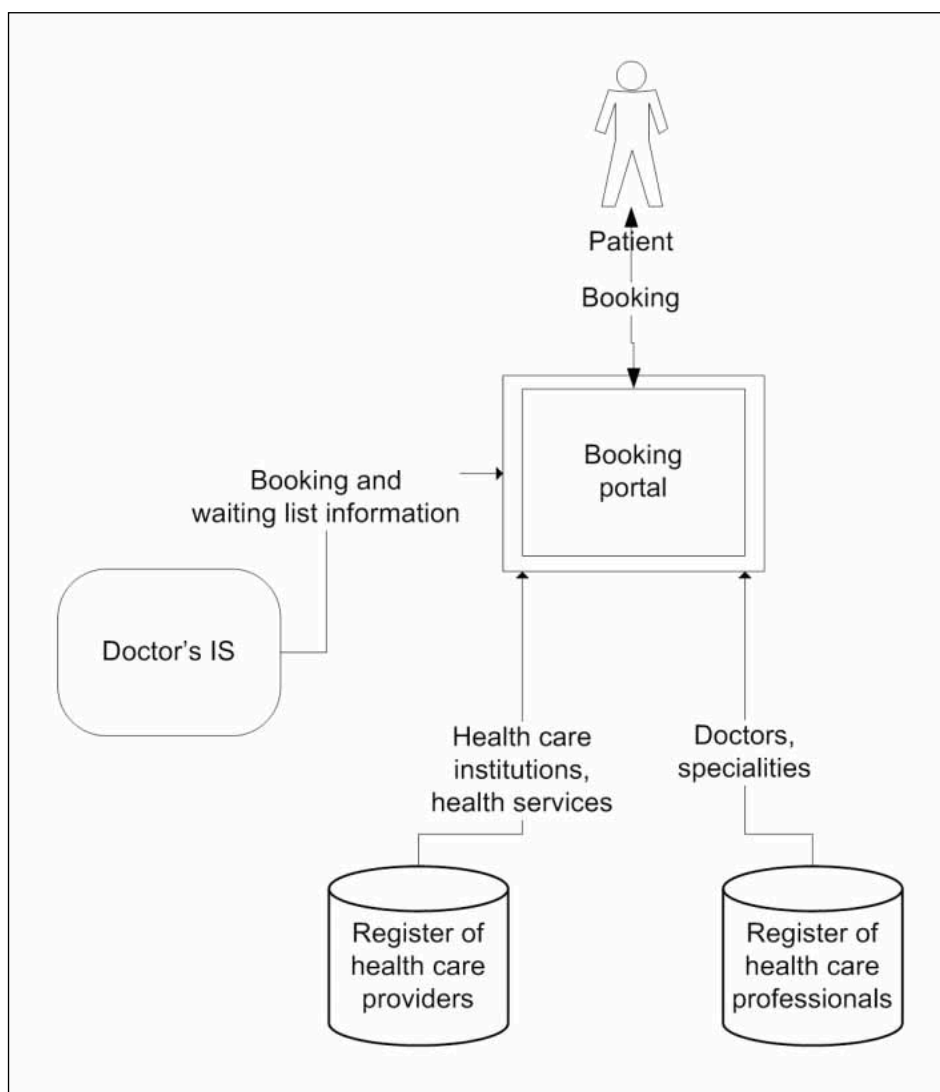 Patient
Booking
Booking
portal
Booking and
waiting list information
Doctor’s IS
Health care
institutions,
health services
Doctors,
specialities
Register of
health care
providers
Register of
health care
professionals